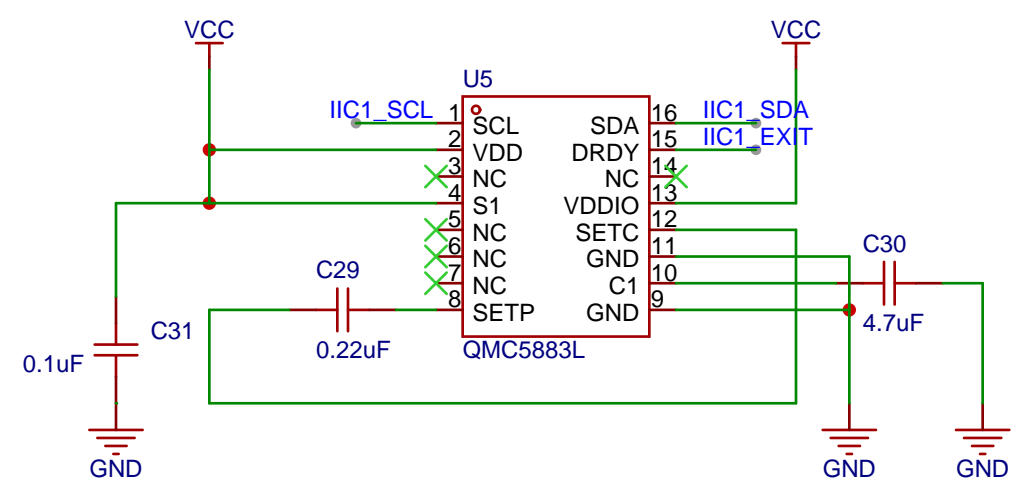 VCC
VCC
U5
IIC1_SCL
1
16
IIC1_SDA
SCL
SDA
2
15
IIC1_EXIT
VDD
DRDY
3
14
NC
NC
4
13
S1
VDDIO
5
12
NC
SETC
6
11
NC
GND
7
10
NC
C1
8
9
SETP
GND
C29
0.22uF
C30
4.7uF
C31
0.1uF
QMC5883L
GND
GND
GND